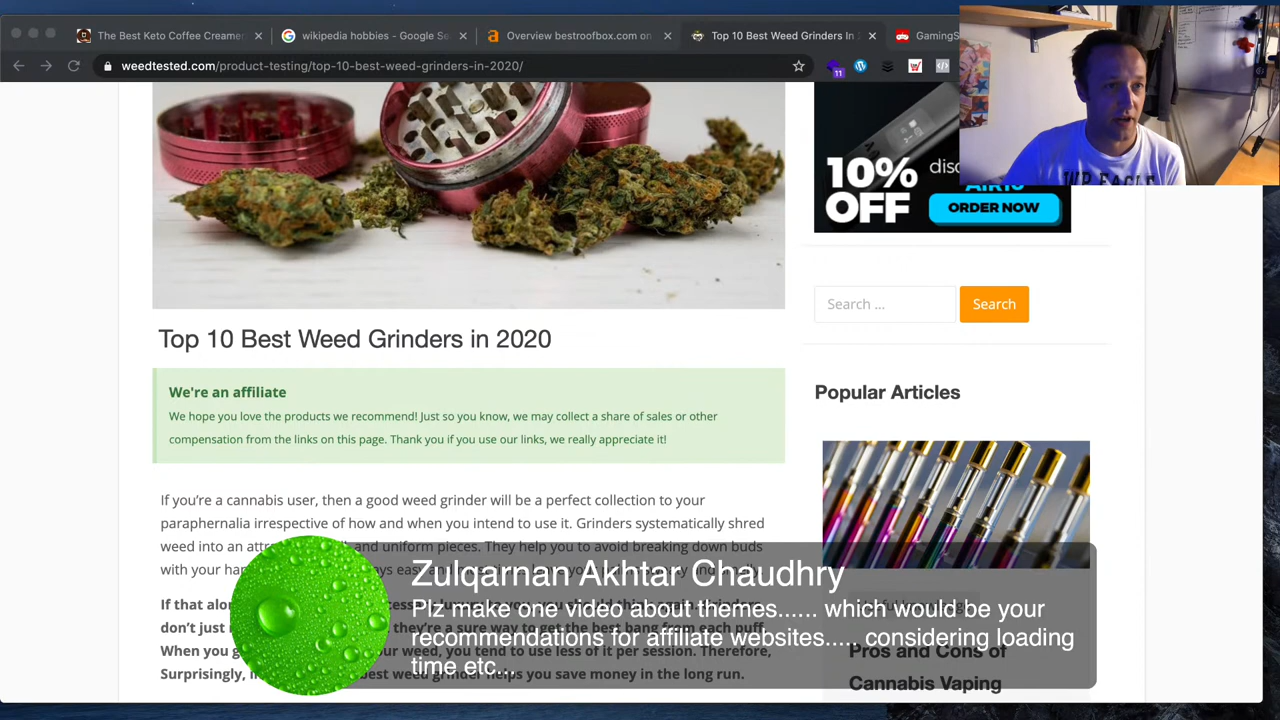 The Best Keto Coffee Creamer
wikipedia hobbies - Google Se
Overview bestroofbox.com on
Top 10 Best Weed Grinders In 2
GamingS
weedtested.com/product-testing/top-10-best-weed-grinders-in-2020/
11
10%
OFF
ORDER NOW
WP EAGLE
Search ...
Search
Top 10 Best Weed Grinders in 2020
We're an affiliate
We hope you love the products we recommend! Just so you know, we may collect a share of sales or other
compensation from the links on this page. Thank you if you use our links, we really appreciate it!
Popular Articles
If you're a cannabis user, then a good weed grinder will be a perfect collection to your
paraphernalia irrespective of how and when you intend to use it. Grinders systematically shred
weed into an and uniform pieces. They help you to avoid breaking down buds
with your
If that
don't just they're a sure way to get the best bang from each puff.
When you your weed, you tend to use less of it per session. Therefore,
Surprisingly, best weed grinder helps you save money in the long run.
Zulqarnan Akhtar Chaudhry
Plz make one video about themes...... which would be your
recommendations for affiliate websites..... considering loading
time etc...
Pros and Cons of
Cannabis Vaping